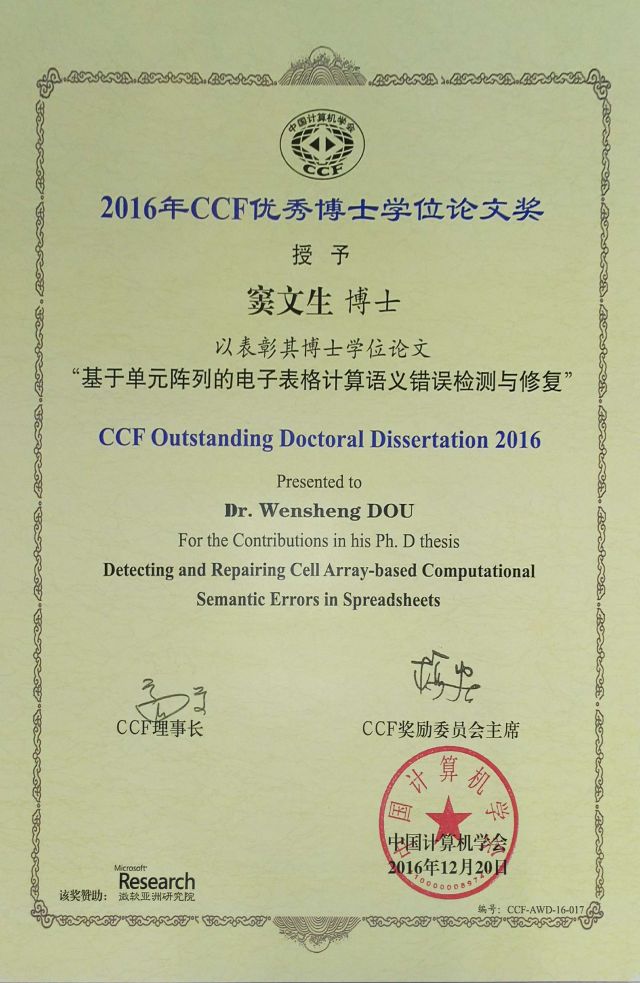 中国计算机学会
CCF
2016年CCF优秀博士学位论文奖
授 予
窦文生 博士
以表彰其博士学位论文
“基于单元阵列的电子表格计算语义错误检测与修复”
CCF Outstanding Doctoral Dissertation 2016
Presented to
Dr. Wensheng DOU
For the Contributions in his Ph. D thesis
Detecting and Repairing Cell Array-based Computational
Semantic Errors in Spreadsheets
CCF理事长
CCF奖励委员会主席
中国计算机学会
中国计算机学会
2016年12月20日
Microsoft
Research
该奖赞助： 微软亚洲研究院
编号： CCF-AWD-16-017